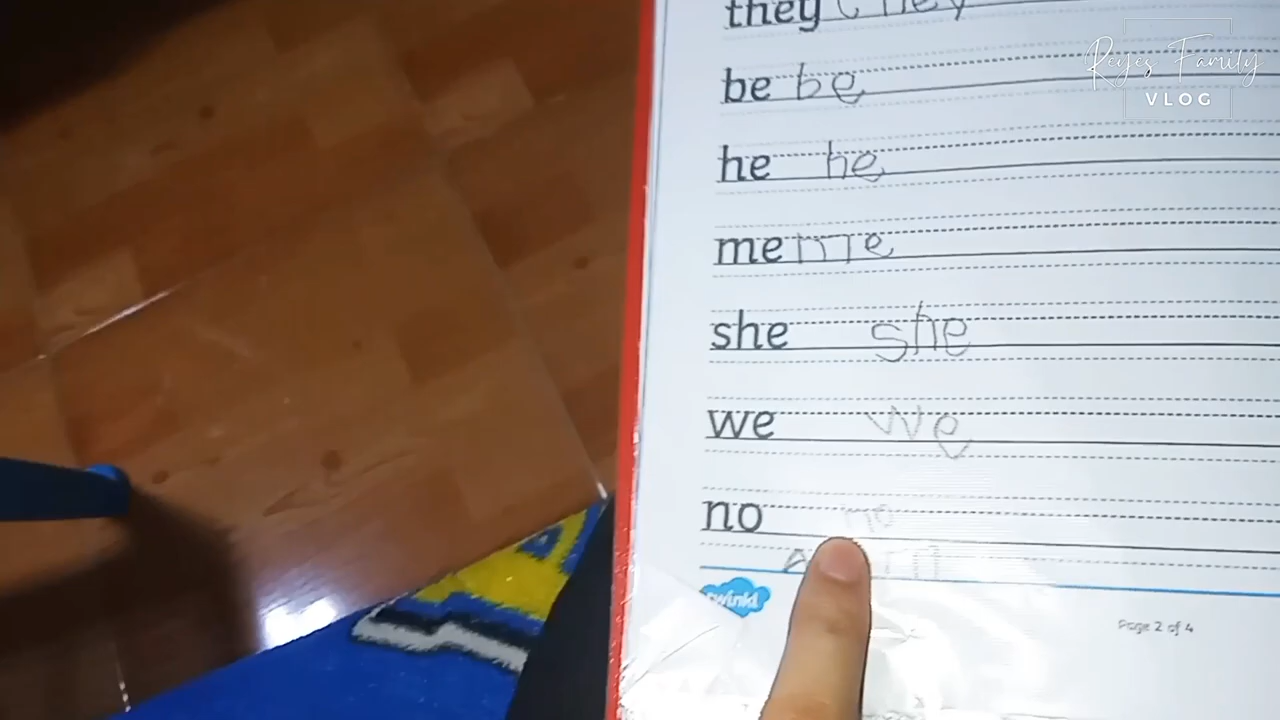 they they
be be
he he
me me
she she
we we
no no
twinkl
Page 2 of 4
Reyes Family
VLOG